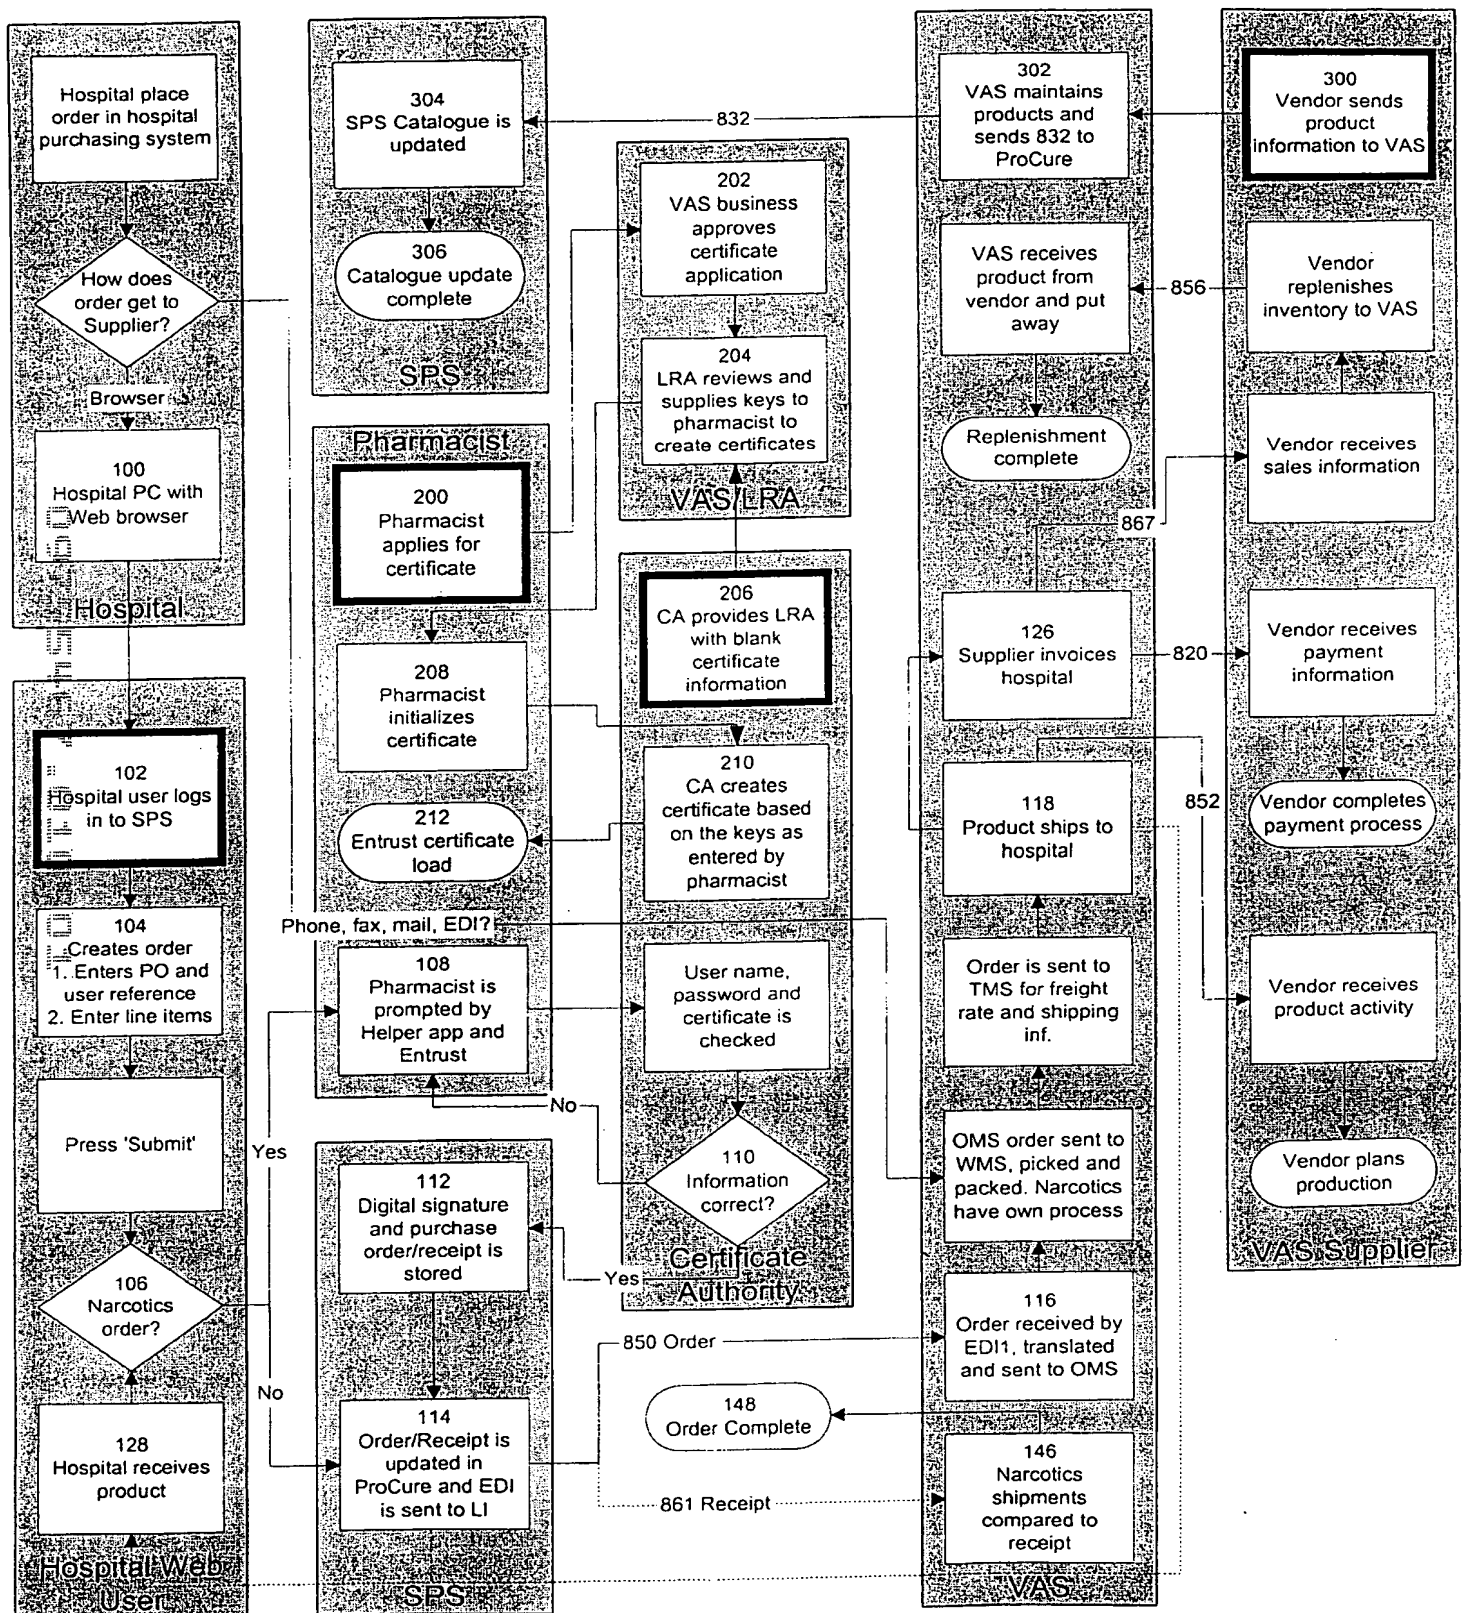 Hospital place
order in hospital
purchasing system
How does
order get to
Supplier?
Browser
100
Hospital PC with
Web browser
Hospital
102
Hospital user logs
in to SPS
104
Creates order
1. Enters PO and
user reference
2. Enter line items
Press 'Submit'
106
Narcotics
order?
Yes
No
128
Hospital receives
product
Hospital Web
User
304
SPS Catalogue is
updated
306
Catalogue update
complete
SPS
832
Pharmacist
200
Pharmacist
applies for
certificate
208
Pharmacist
initializes
certificate
212
Entrust certificate
load
Phone, fax, mail, EDI?
108
Pharmacist is
prompted by
Helper app and
Entrust
No
112
Digital signature
and purchase
order/receipt is
stored
114
Order/Receipt is
updated in
ProCure and EDI
is sent to LI
SPS
202
VAS business
approves
certificate
application
204
LRA reviews and
supplies keys to
pharmacist to
create certificates
VAS/LRA
206
CA provides LRA
with blank
certificate
information
210
CA creates
certificate based
on the keys as
entered by
pharmacist
User name,
password and
certificate is
checked
110
Information
correct?
Certificate
Authority
Yes
850 Order
148
Order Complete
861 Receipt
302
VAS maintains
products and
sends 832 to
ProCure
VAS receives
product from
vendor and put
away
Replenishment
complete
856
867
126
Supplier invoices
hospital
820
118
Product ships to
hospital
852
Order is sent to
TMS for freight
rate and shipping
inf.
OMS order sent to
WMS, picked and
packed. Narcotics
have own process
116
Order received by
EDI1, translated
and sent to OMS
146
Narcotics
shipments
compared to
receipt
VAS
300
Vendor sends
product
information to VAS
Vendor
replenishes
inventory to VAS
Vendor receives
sales information
Vendor receives
payment
information
Vendor completes
payment process
Vendor receives
product activity
Vendor plans
production
VAS Supplier